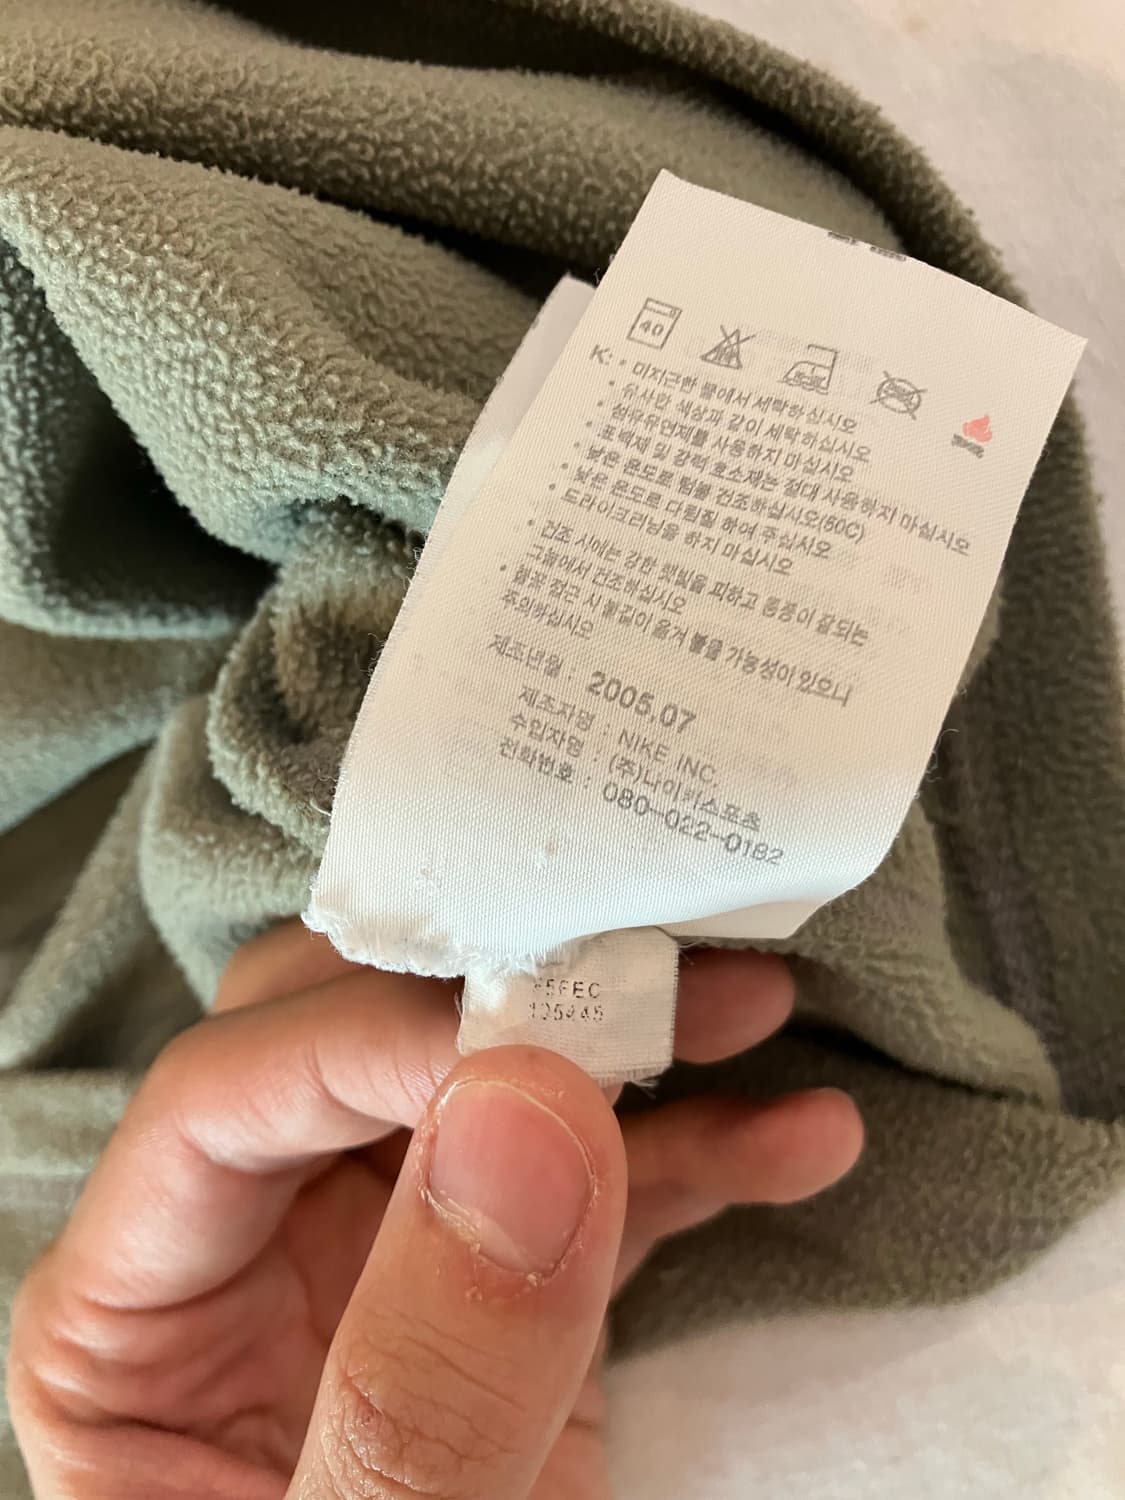 40
K: • 미지근한 물에서 세탁하십시오
• 유사한 색상과 같이 세탁하십시오
• 섬유유연제를 사용하지 마십시오
• 표백제 및 강력 효소제는 절대 사용하지 마십시오
• 낮은 온도로 텀블 건조하십시오(60C)
• 낮은 온도로 다림질 하여 주십시오
• 드라이크리닝을 하지 마십시오
• 건조 시에는 강한 햇빛을 피하고 통풍이 잘되는
그늘에서 건조하십시오
• 불꽃 접근 시 불길이 옮겨 붙을 가능성이 있으니
주의하십시오
제조년월 : 2005.07
제조자명 : NIKE INC.
수입자명 : (주)나이키스포츠
전화번호 : 080-022-0182